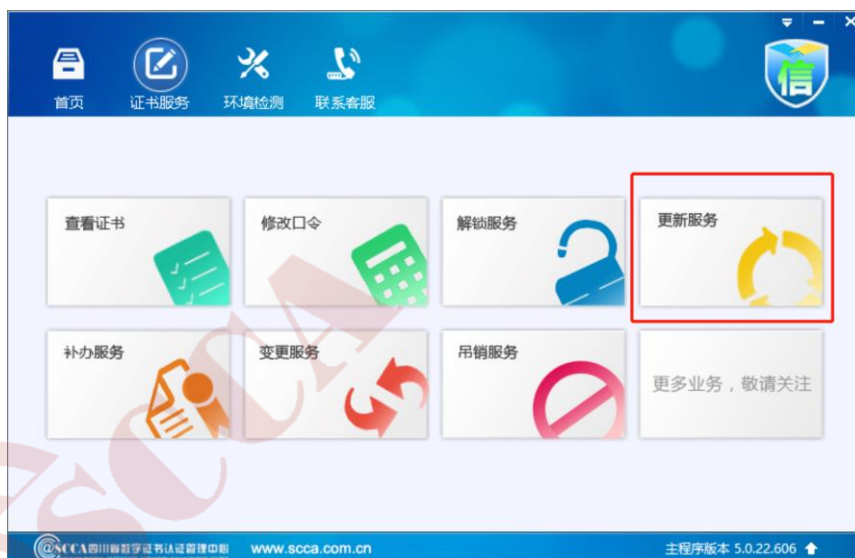 首页 证书服务 环境检测 联系客服
信
查看证书 修改口令 解锁服务 更新服务
补办服务 变更服务 吊销服务 更多业务，敬请关注
SCCA
@SCCA四川省数字证书认证管理中心 www.scca.com.cn 主程序版本 5.0.22.606